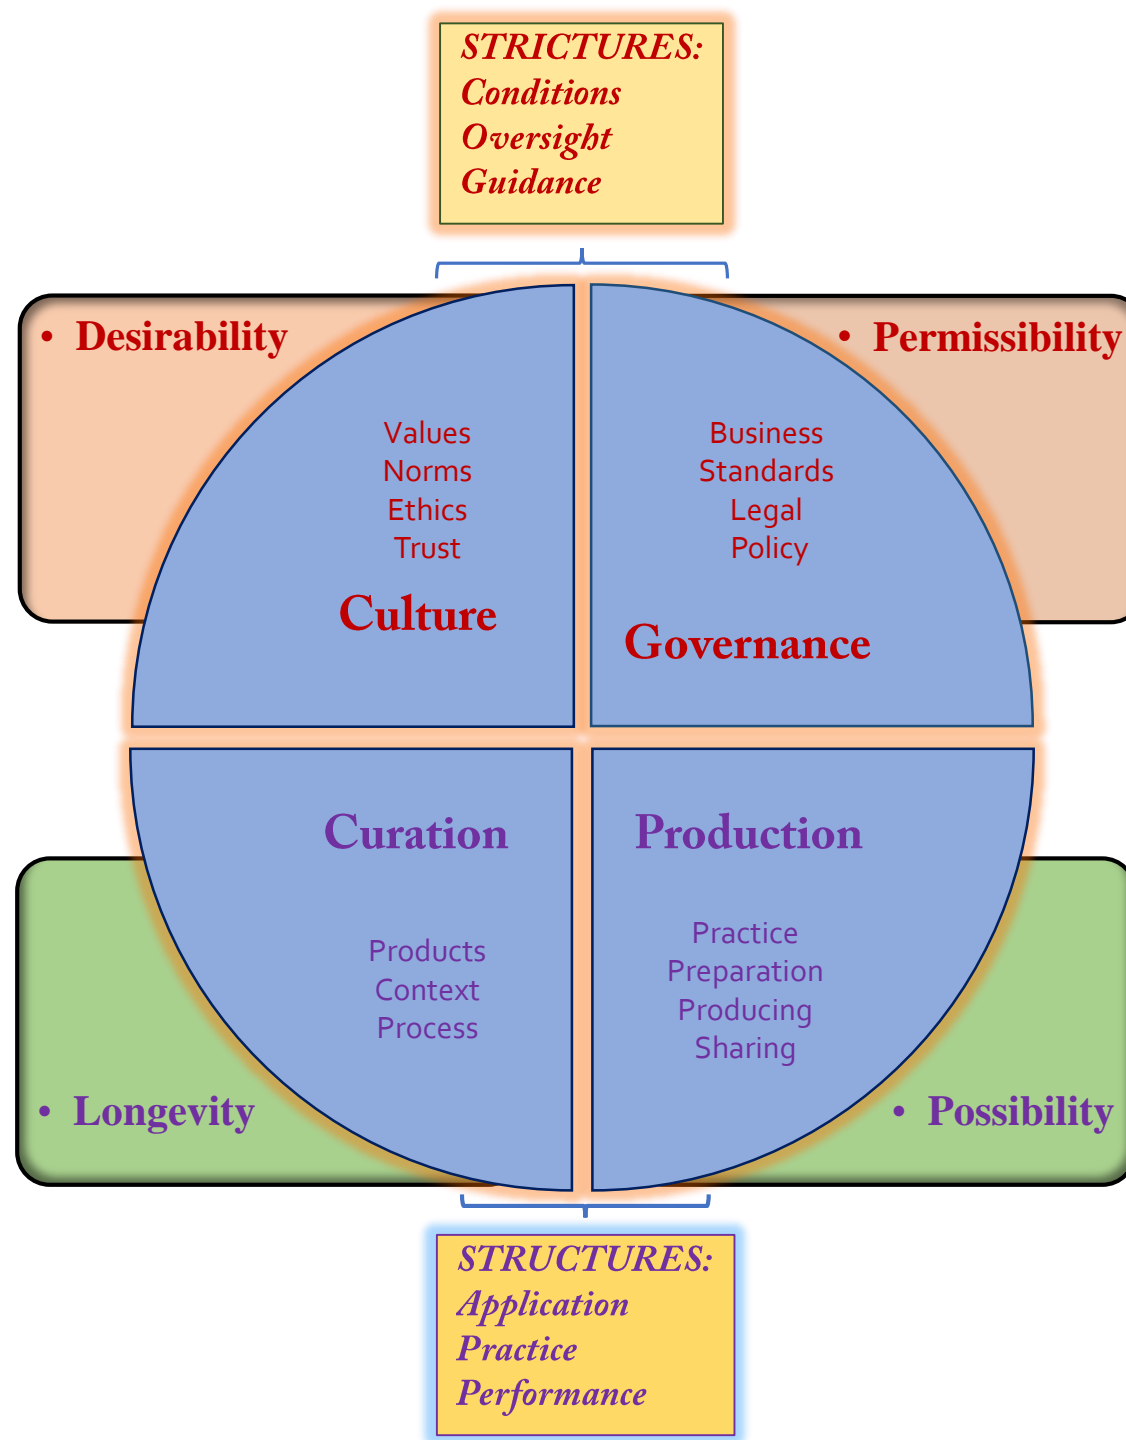 STRICTURES:
Conditions
Oversight
Guidance
• Desirability
• Permissibility
Values
Norms
Ethics
Trust
Culture
Business
Standards
Legal
Policy
Governance
Curation
Products
Context
Process
Production
Practice
Preparation
Producing
Sharing
• Longevity
• Possibility
STRUCTURES:
Application
Practice
Performance